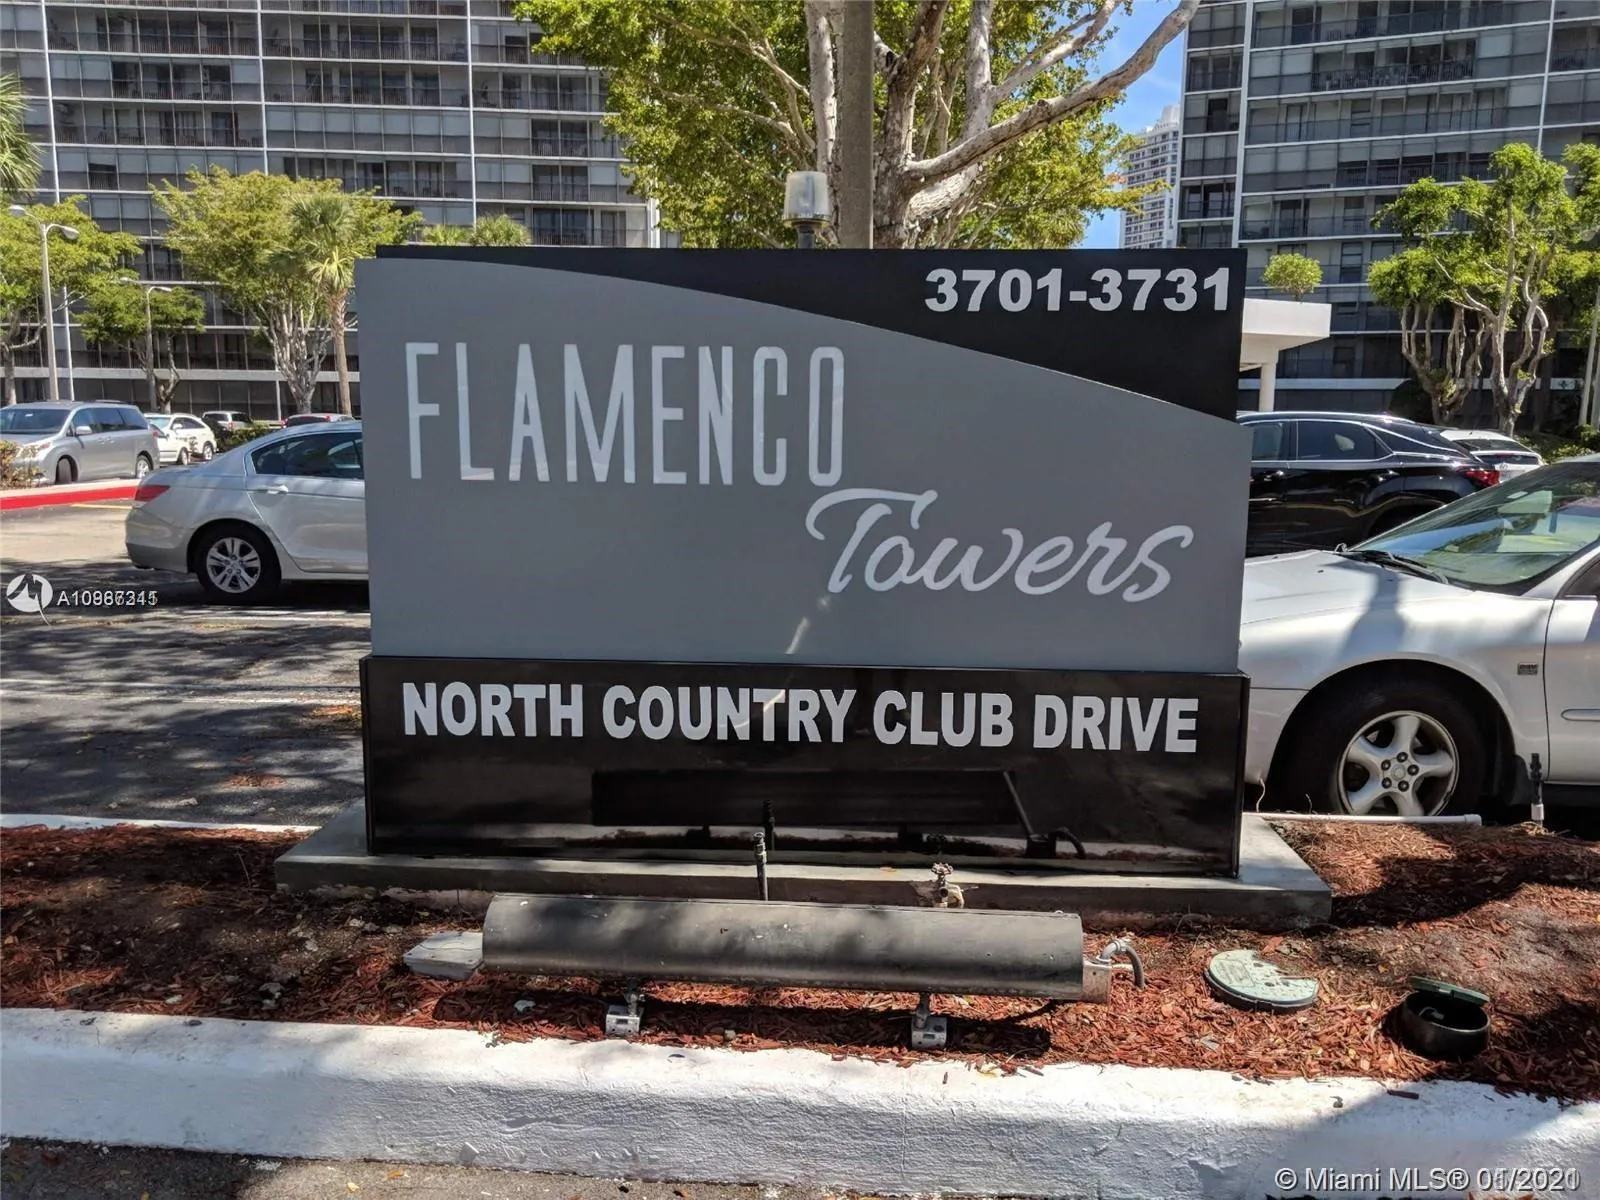 3701-3731
FLAMENCO
Towers
NORTH COUNTRY CLUB DRIVE
© Miami MLS®